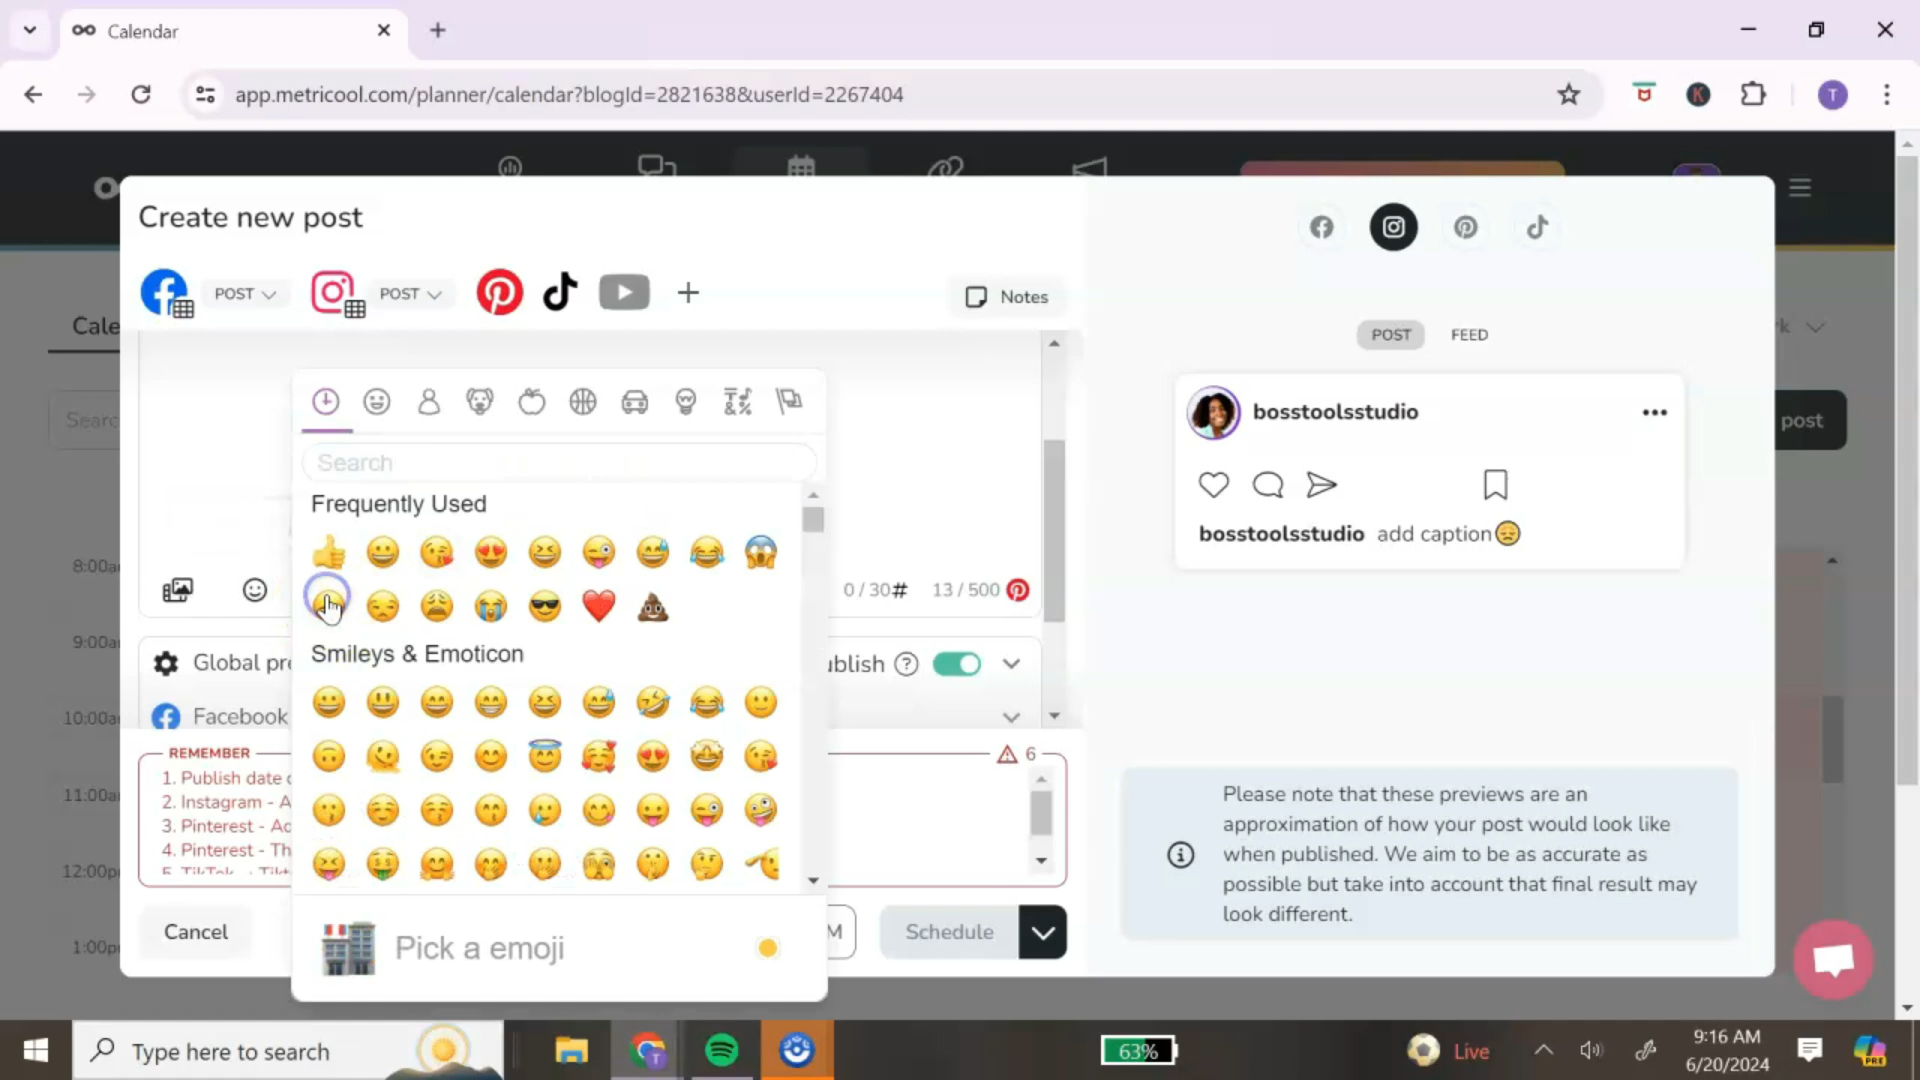 Calendar
app.metricool.com/planner/calendar?blogId=2821638&userId=2267404
T
Create new post
POST
POST
Notes
POST
FEED
Search
bosstoolsstudio
post
Frequently Used
bosstoolsstudio add caption
8:00a
0/30#
13/500
9:00a
Smileys & Emoticon
Global
Facebook
10:00a
REMEMBER
6
1. Publish date
2. Instagram - A
3. Pinterest - Ad
4. Pinterest - Th
11:00a
12:00p
1:00p
Please note that these previews are an
approximation of how your post would look like
when published. We aim to be as accurate as
possible but take into account that final result may
look different.
Cancel
Pick a emoji
M
Schedule
Type here to search
63%
Live
9:16 AM
6/20/2024
PRE